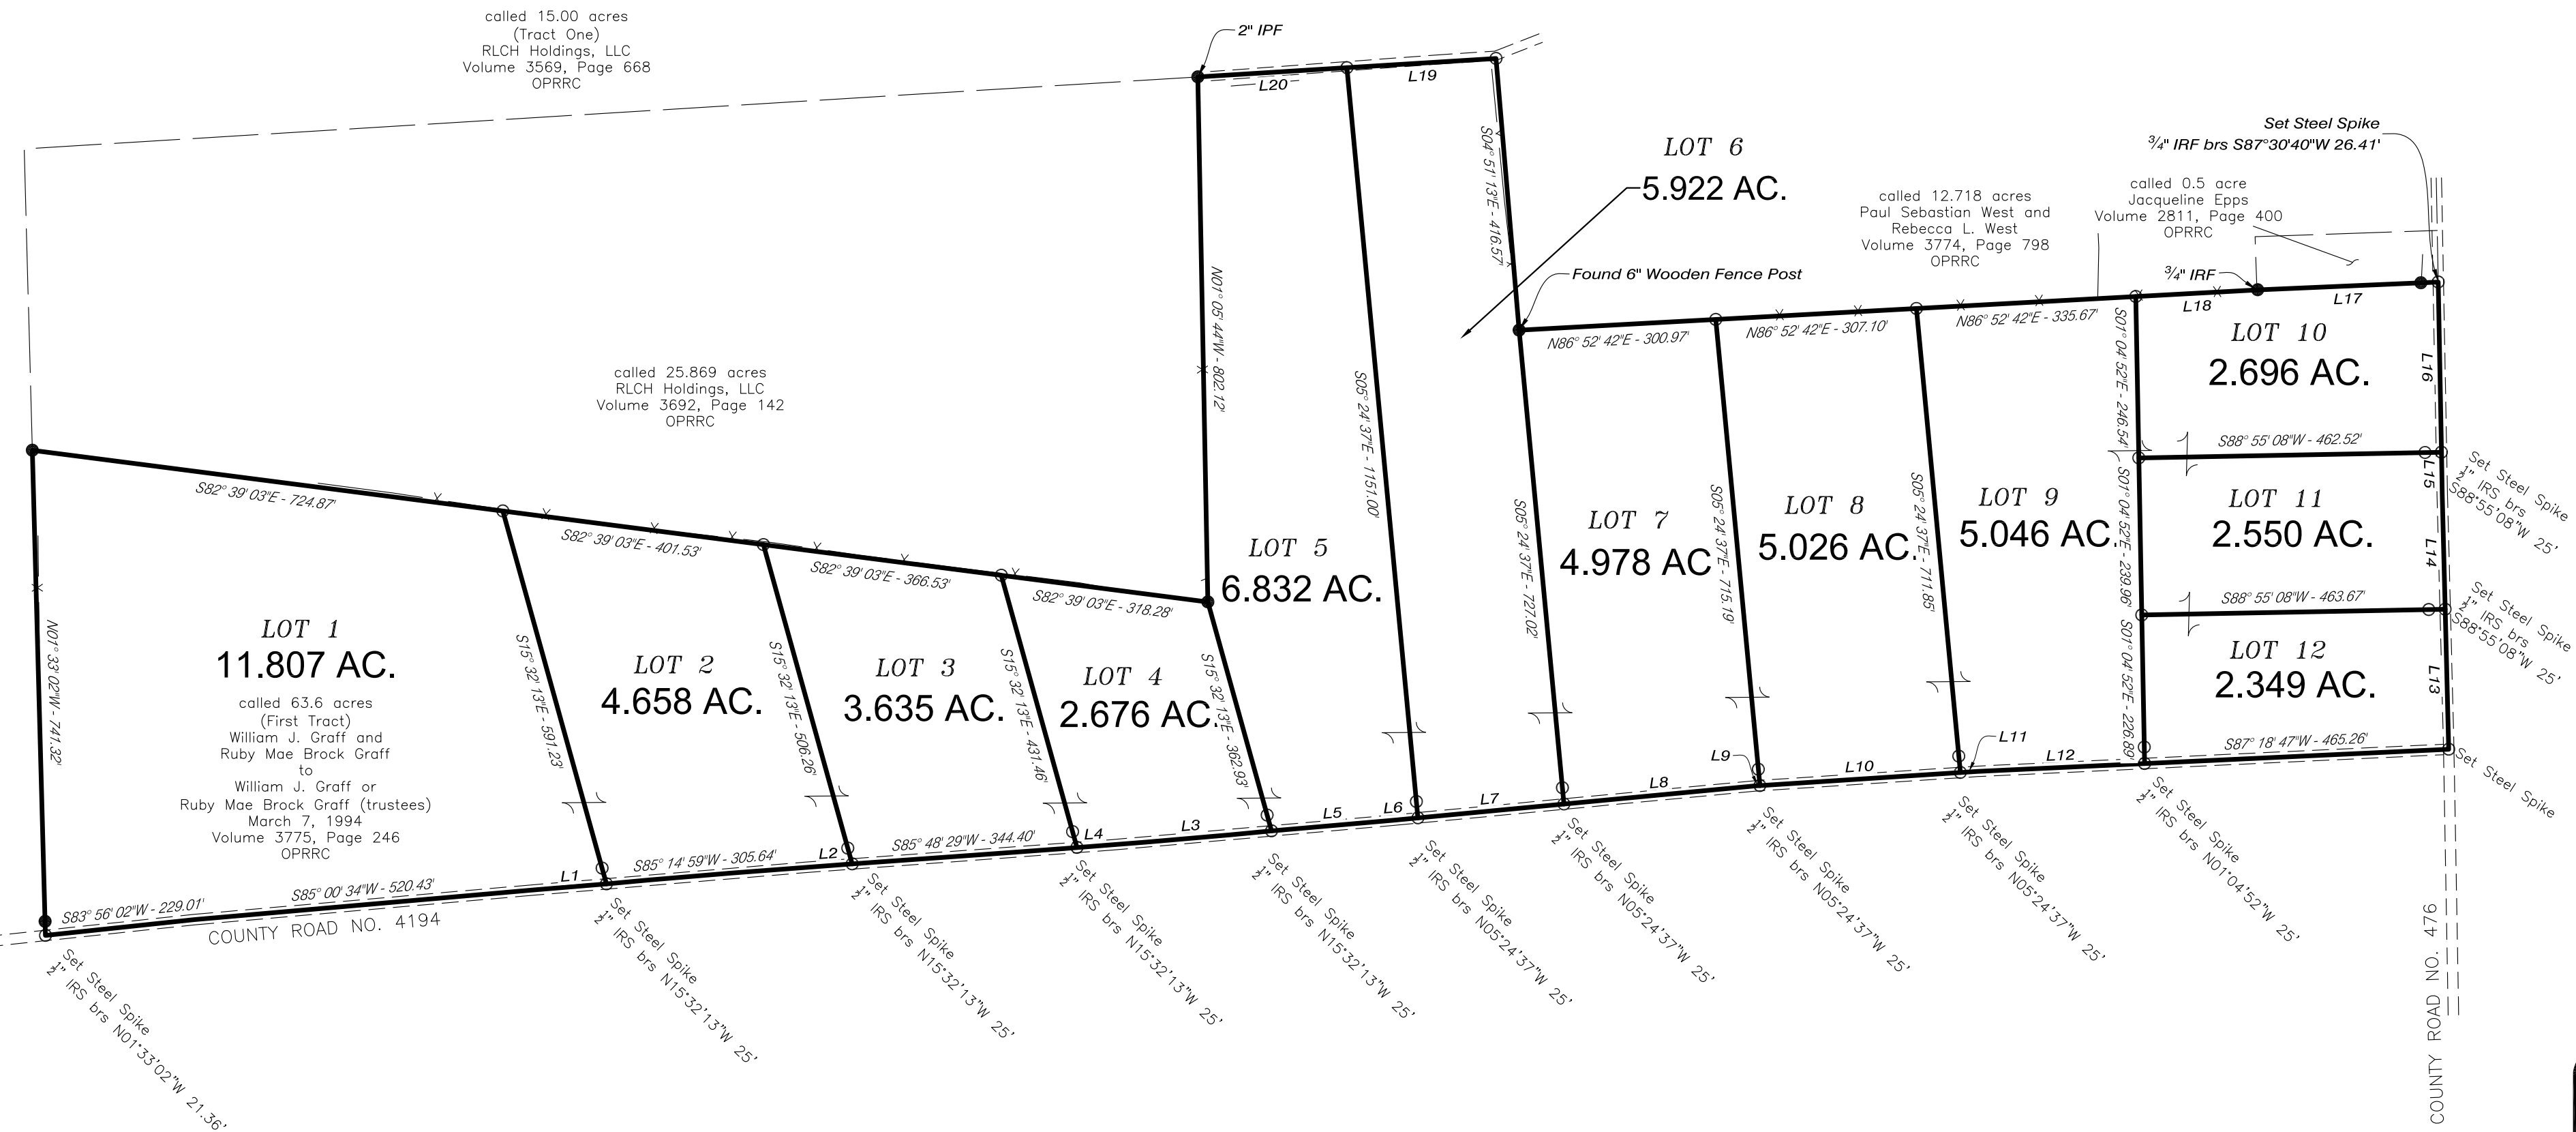 called 15.00 acres
(Tract One)
RLCH Holdings, LLC
Volume 3569, Page 668
OPRRC
2" IPF
L20
L19
S04° 51' 13"E - 416.57'
LOT 6
5.922 AC.
Set Steel Spike
¾" IRF brs S87°30'40"W 26.41'
called 12.718 acres
Paul Sebastian West and
Rebecca L. West
Volume 3774, Page 798
OPRRC
called 0.5 acre
Jacqueline Epps
Volume 2811, Page 400
OPRRC
Found 6" Wooden Fence Post
¾" IRF
L18
L17
N86° 52' 42"E - 300.97'
N86° 52' 42"E - 307.10'
N86° 52' 42"E - 335.67'
N01° 05' 44"W - 802.12'
called 25.869 acres
RLCH Holdings, LLC
Volume 3692, Page 142
OPRRC
S05° 24' 37"E - 1151.00'
S01° 04' 52"E - 246.54'
LOT 10
2.696 AC.
L16
S88° 55' 08"W - 462.52'
Set Steel Spike
½" IRS brs
S88°55'08"W 25'
L15
S82° 39' 03"E - 724.87'
S82° 39' 03"E - 401.53'
S82° 39' 03"E - 366.53'
S82° 39' 03"E - 318.28'
LOT 5
6.832 AC.
S05° 24' 37"E - 727.02'
LOT 7
4.978 AC
S05° 24' 37"E - 715.19'
LOT 8
5.026 AC.
S05° 24' 37"E - 711.85'
LOT 9
5.046 AC.
S01° 04' 52"E - 239.96'
LOT 11
2.550 AC.
L14
S88° 55' 08"W - 463.67'
Set Steel Spike
½" IRS brs
S88°55'08"W 25'
N01° 33' 02"W - 741.32'
LOT 1
11.807 AC.
called 63.6 acres
(First Tract)
William J. Graff and
Ruby Mae Brock Graff
to
William J. Graff or
Ruby Mae Brock Graff (trustees)
March 7, 1994
Volume 3775, Page 246
OPRRC
S15° 32' 13"E - 591.23'
LOT 2
4.658 AC.
S15° 32' 13"E - 506.26'
LOT 3
3.635 AC.
S15° 32' 13"E - 431.46'
LOT 4
2.676 AC.
S15° 32' 13"E - 362.93'
S01° 04' 52"E - 226.89'
LOT 12
2.349 AC.
L13
S83° 56' 02"W - 229.01'
S85° 00' 34"W - 520.43'
L1
S85° 14' 59"W - 305.64'
L2
S85° 48' 29"W - 344.40'
L4
L3
L5
L6
L7
L8
L9
L10
L11
L12
S87° 18' 47"W - 465.26'
Set Steel Spike
COUNTY ROAD NO. 4194
Set Steel Spike
½" IRS brs N01°33'02"W 21.36'
Set Steel Spike
½" IRS brs N15°32'13"W 25'
Set Steel Spike
½" IRS brs N15°32'13"W 25'
Set Steel Spike
½" IRS brs N15°32'13"W 25'
Set Steel Spike
½" IRS brs N15°32'13"W 25'
Set Steel Spike
½" IRS brs N05°24'37"W 25'
Set Steel Spike
½" IRS brs N05°24'37"W 25'
Set Steel Spike
½" IRS brs N05°24'37"W 25'
Set Steel Spike
½" IRS brs N05°24'37"W 25'
Set Steel Spike
½" IRS brs N01°04'52"W 25'
COUNTY ROAD NO. 476